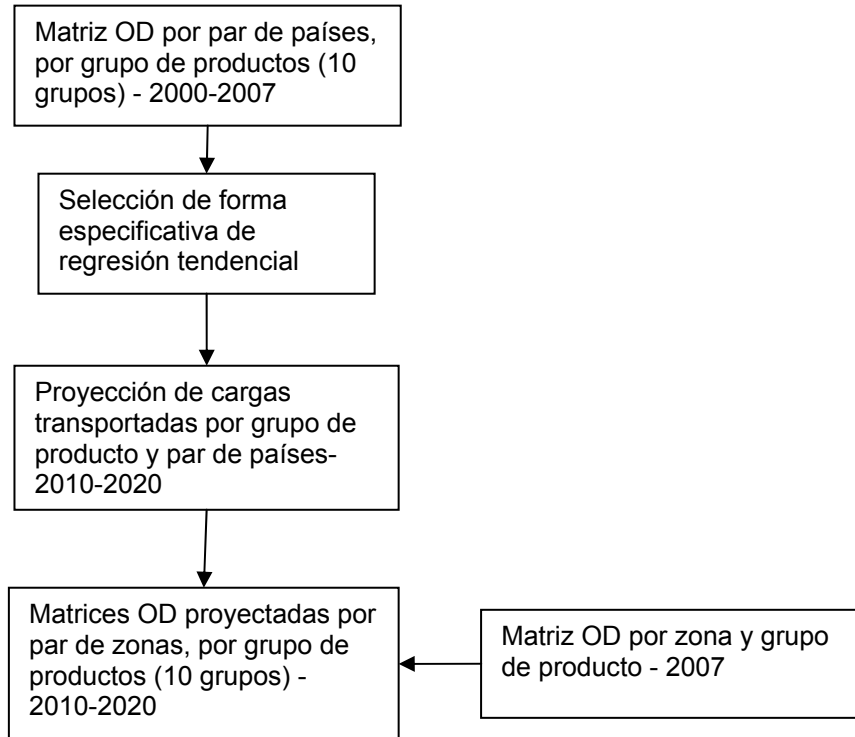 Matriz OD por par de países,
por grupo de productos (10
grupos) - 2000-2007
Selección de forma
especificativa de
regresión tendencial
Proyección de cargas
transportadas por grupo de
producto y par de países-
2010-2020
Matrices OD proyectadas por
par de zonas, por grupo de
productos (10 grupos) -
2010-2020
Matriz OD por zona y grupo
de producto - 2007